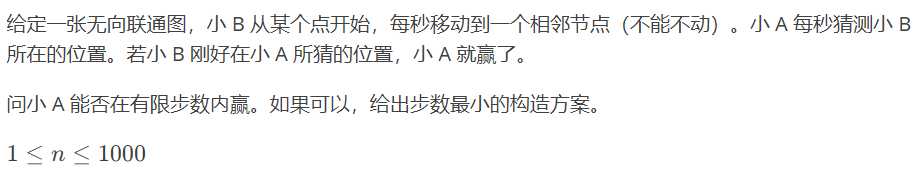 给定一张无向联通图，小 B 从某个点开始，每秒移动到一个相邻节点（不能不动）。小 A 每秒猜测小 B
所在的位置。若小 B 刚好在小 A 所猜的位置，小 A 就赢了。
问小 A 能否在有限步数内赢。如果可以，给出步数最小的构造方案。
1 ≤ n ≤ 1000